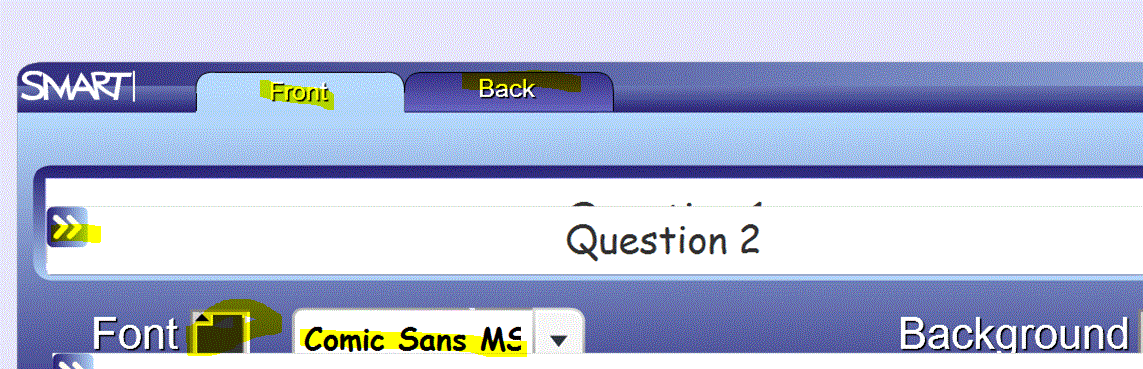 SMART
Front
Back
Question 2
Font
Comic Sans MS
Background